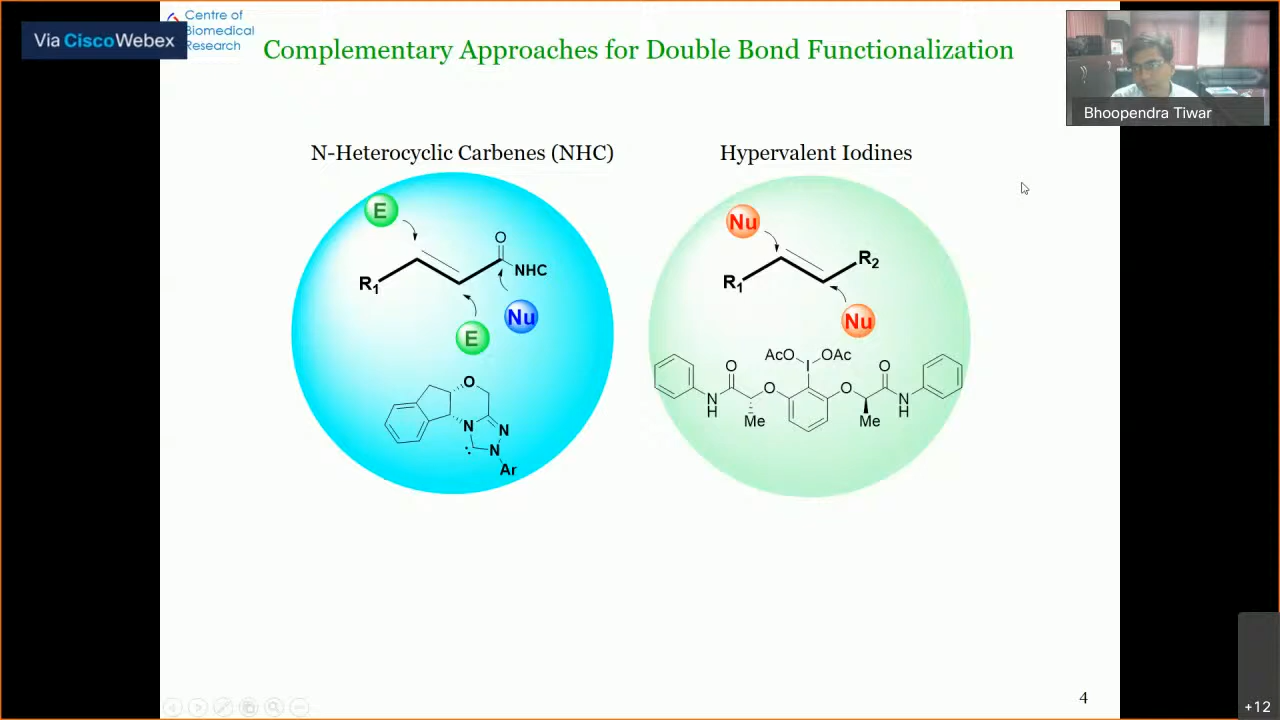 Via CiscoWebex
Centre of
Biomedical
Research
Complementary Approaches for Double Bond Functionalization
Bhoopendra Tiwar
N-Heterocyclic Carbenes (NHC)
E
O
NHC
R1
Nu
E
O
N
N
N
Ar
Hypervalent Iodines
Nu
R2
R1
Nu
AcO
OAc
I
O
O
O
O
N
H
N
H
Me
Me
4
+12